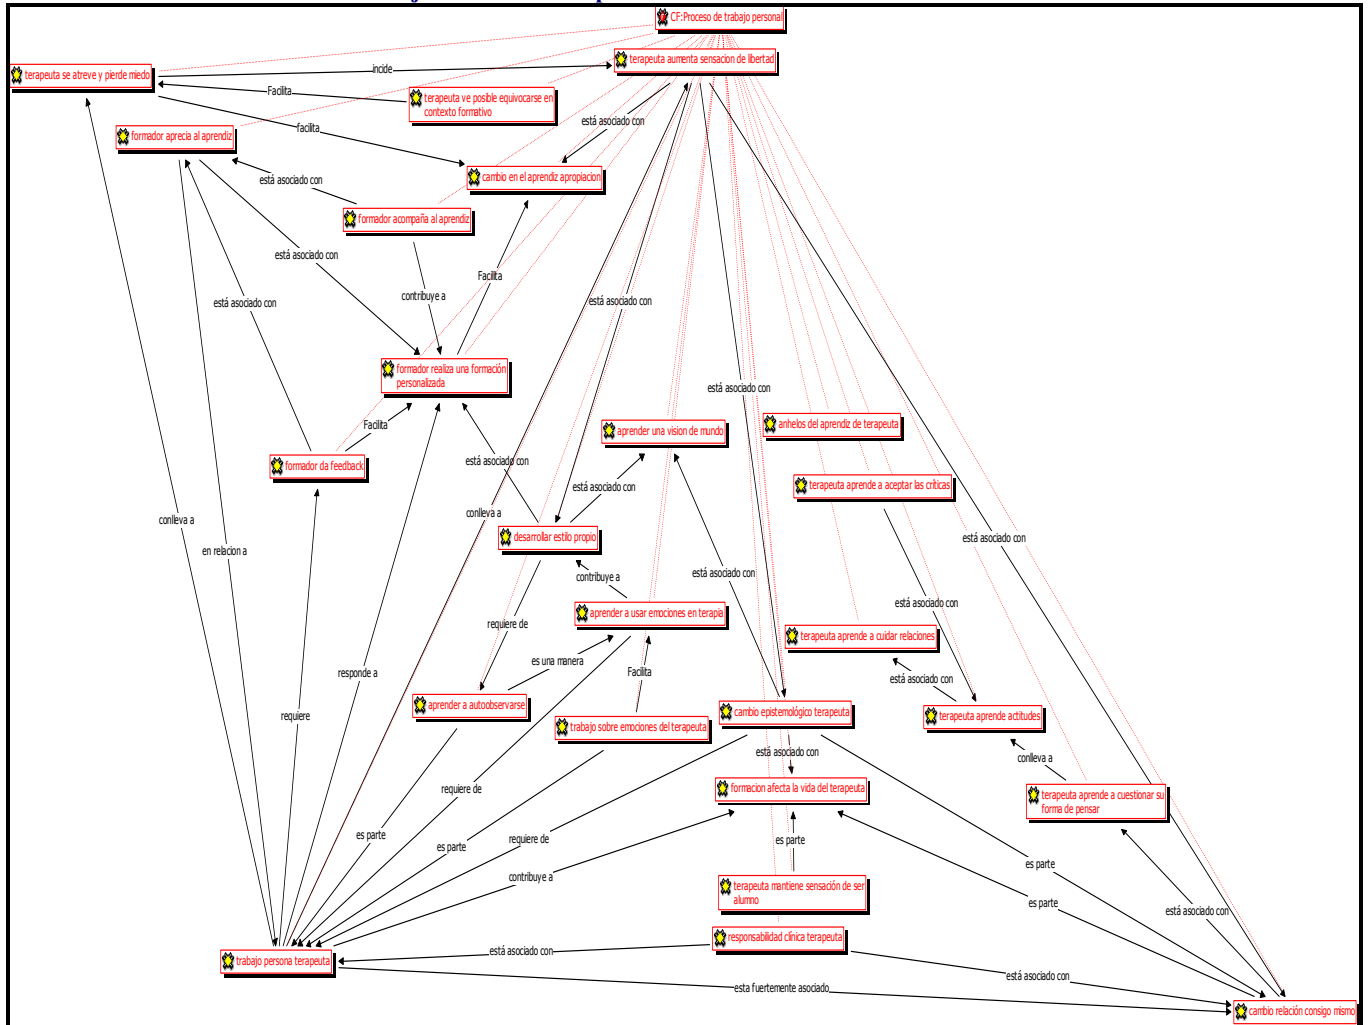 CF:Proceso de trabajo personal
terapeuta aumenta sensacion de libertad
terapeuta se atreve y pierde miedo
incide
Facilita
terapeuta ve posible equivocarse en
contexto formativo
formador aprecia al aprendiz
facilita
está asociado con
cambio en el aprendiz apropiacion
está asociado con
formador acompaña al aprendiz
está asociado con
Facilita
contribuye a
está asociado con
está asociado con
formador realiza una formación
personalizada
está asociado con
Facilita
aprender una vision de mundo
anhelos del aprendiz de terapeuta
formador da feedback
está asociado con
está asociado con
terapeuta aprende a aceptar las críticas
conlleva a
conlleva a
desarrollar estilo propio
está asociado con
en relacion a
contribuye a
está asociado con
aprender a usar emociones en terapia
está asociado con
requiere de
terapeuta aprende a cuidar relaciones
es una manera
Facilita
responde a
está asociado con
aprender a autoobservarse
requiere
trabajo sobre emociones del terapeuta
cambio epistemológico terapeuta
terapeuta aprende actitudes
está asociado con
conlleva a
requiere de
formacion afecta la vida del terapeuta
terapeuta aprende a cuestionar su
forma de pensar
es parte
es parte
requiere de
es parte
es parte
contribuye a
terapeuta mantiene sensación de ser
alumno
es parte
está asociado con
responsabilidad clínica terapeuta
está asociado con
trabajo persona terapeuta
está asociado con
esta fuertemente asociado
cambio relación consigo mismo